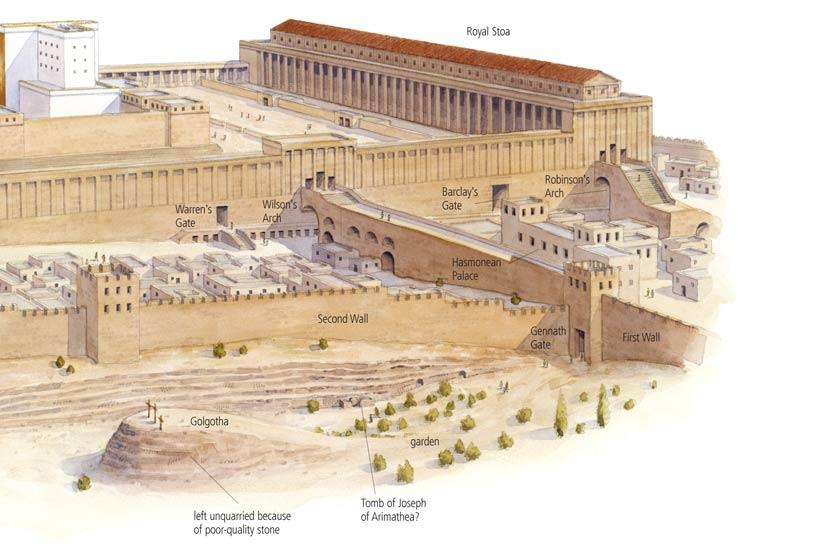 Royal Stoa
Robinson's
Arch
Barclay's
Gate
Wilson's
Arch
Warren's
Gate
Hasmonean
Palace
Second Wall
Gennath
Gate
First Wall
Golgotha
garden
left unquarried because
of poor-quality stone
Tomb of Joseph
of Arimathea?